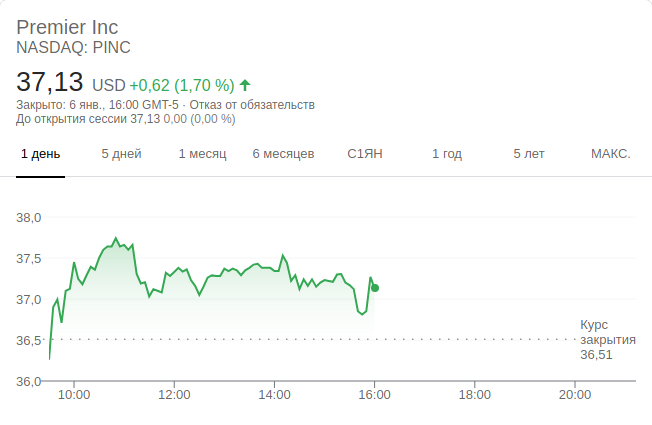 Premier Inc
NASDAQ: PINC
37,13 USD +0,62 (1,70 %)
Закрыто: 6 янв., 16:00 GMT-5 · Отказ от обязательств
До открытия сессии 37,13 0,00 (0,00 %)
1 день 5 дней 1 месяц 6 месяцев С1ЯН 1 год 5 лет МАКС.
38,0
37,5
37,0
Курс
36,5 закрытия
36,51
36,0
10:00 12:00 14:00 16:00 18:00 20:00